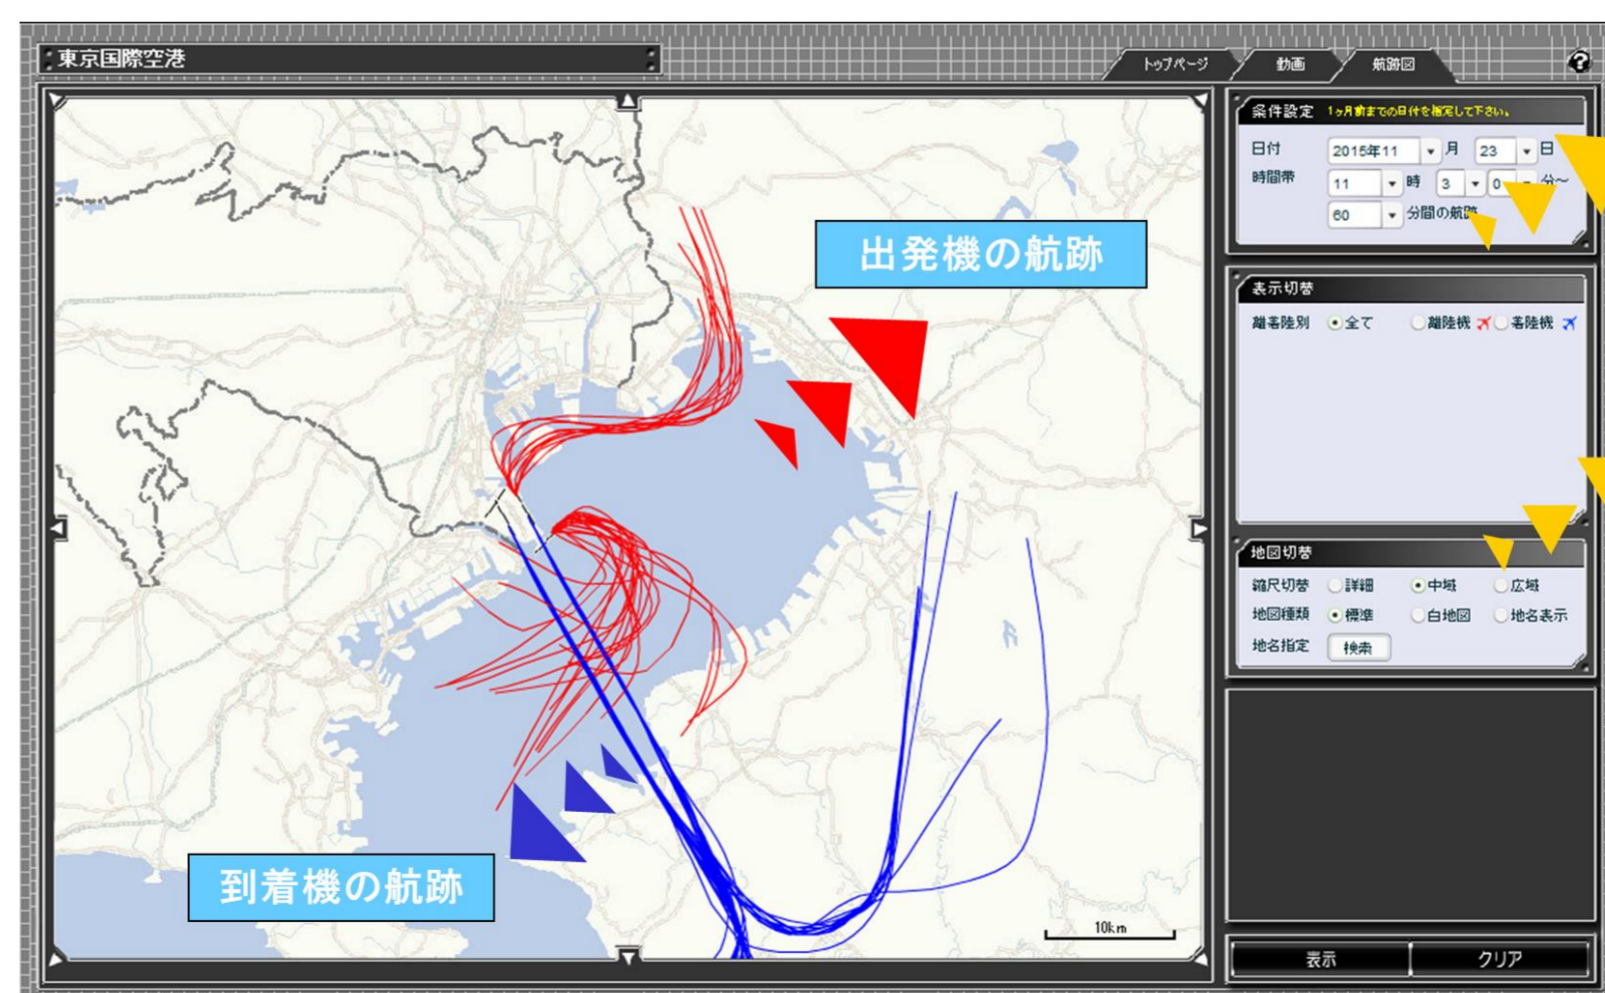 東京国際空港
トップページ 動画 航跡図
条件設定 1ヶ月前までの日付を指定して下さい。
日付 2015年11 月 23 日
時間帯 11 時 3 0 分～
60 分間の航跡
出発機の航跡
表示切替
離着陸別 全て 離陸機 着陸機
地図切替
縮尺切替 詳細 中域 広域
地図種類 標準 白地図 地名表示
地名指定 検索
到着機の航跡
10km
表示 クリア